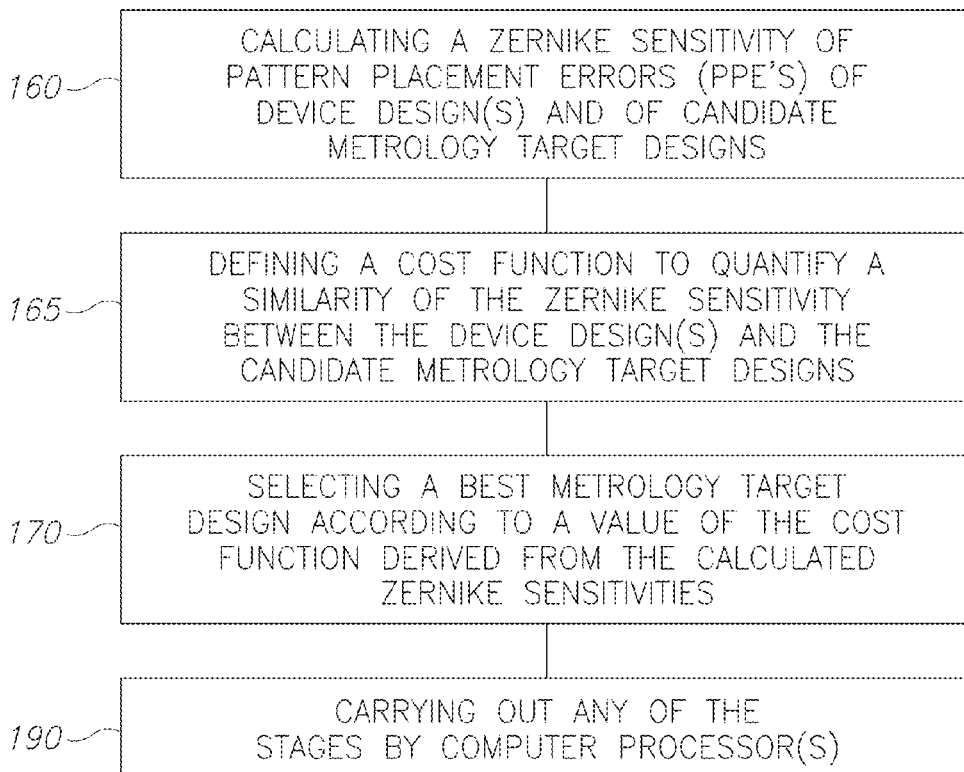 160
CALCULATING A ZERNIKE SENSITIVITY OF
PATTERN PLACEMENT ERRORS (PPE'S) OF
DEVICE DESIGN(S) AND OF CANDIDATE
METROLOGY TARGET DESIGNS
165
DEFINING A COST FUNCTION TO QUANTIFY A
SIMILARITY OF THE ZERNIKE SENSITIVITY
BETWEEN THE DEVICE DESIGN(S) AND THE
CANDIDATE METROLOGY TARGET DESIGNS
170
SELECTING A BEST METROLOGY TARGET
DESIGN ACCORDING TO A VALUE OF THE COST
FUNCTION DERIVED FROM THE CALCULATED
ZERNIKE SENSITIVITIES
190
CARRYING OUT ANY OF THE
STAGES BY COMPUTER PROCESSOR(S)